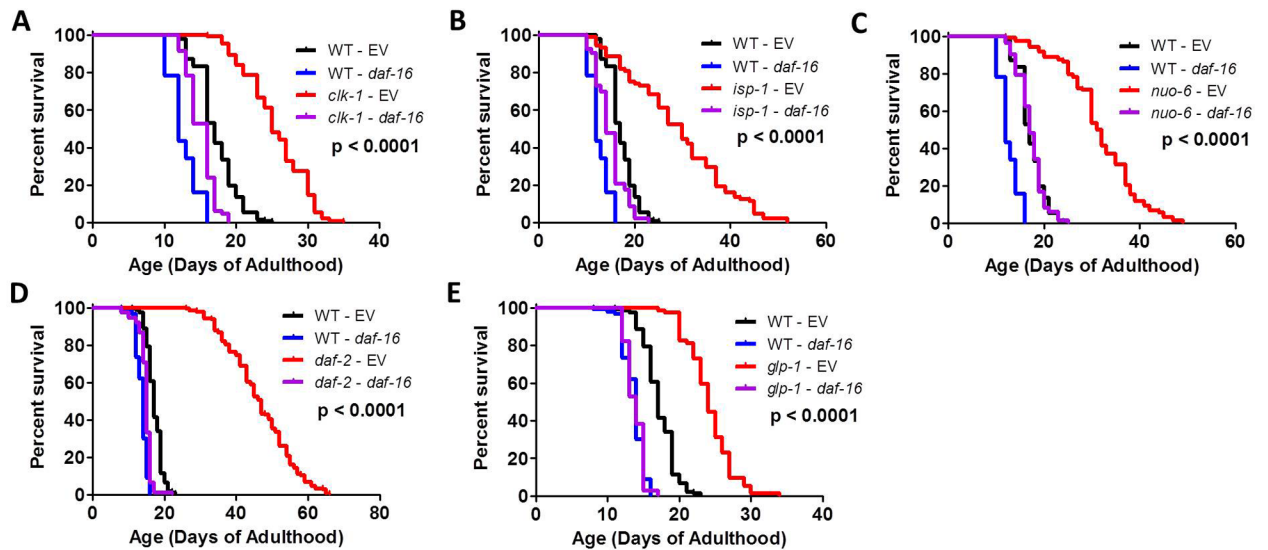 A
Percent survival
100
80
60
40
20
0
0 10 20 30 40
Age (Days of Adulthood)
WT - EV
WT - daf-16
clk-1 - EV
clk-1 - daf-16
p < 0.0001
B
Percent survival
100
80
60
40
20
0
0 20 40 60
Age (Days of Adulthood)
WT - EV
WT - daf-16
isp-1 - EV
isp-1 - daf-16
p < 0.0001
C
Percent survival
100
80
60
40
20
0
0 20 40 60
Age (Days of Adulthood)
WT - EV
WT - daf-16
nuo-6 - EV
nuo-6 - daf-16
p < 0.0001
D
Percent survival
100
80
60
40
20
0
0 20 40 60 80
Age (Days of Adulthood)
WT - EV
WT - daf-16
daf-2 - EV
daf-2 - daf-16
p < 0.0001
E
Percent survival
100
80
60
40
20
0
0 10 20 30 40
Age (Days of Adulthood)
WT - EV
WT - daf-16
glp-1 - EV
glp-1 - daf-16
p < 0.0001